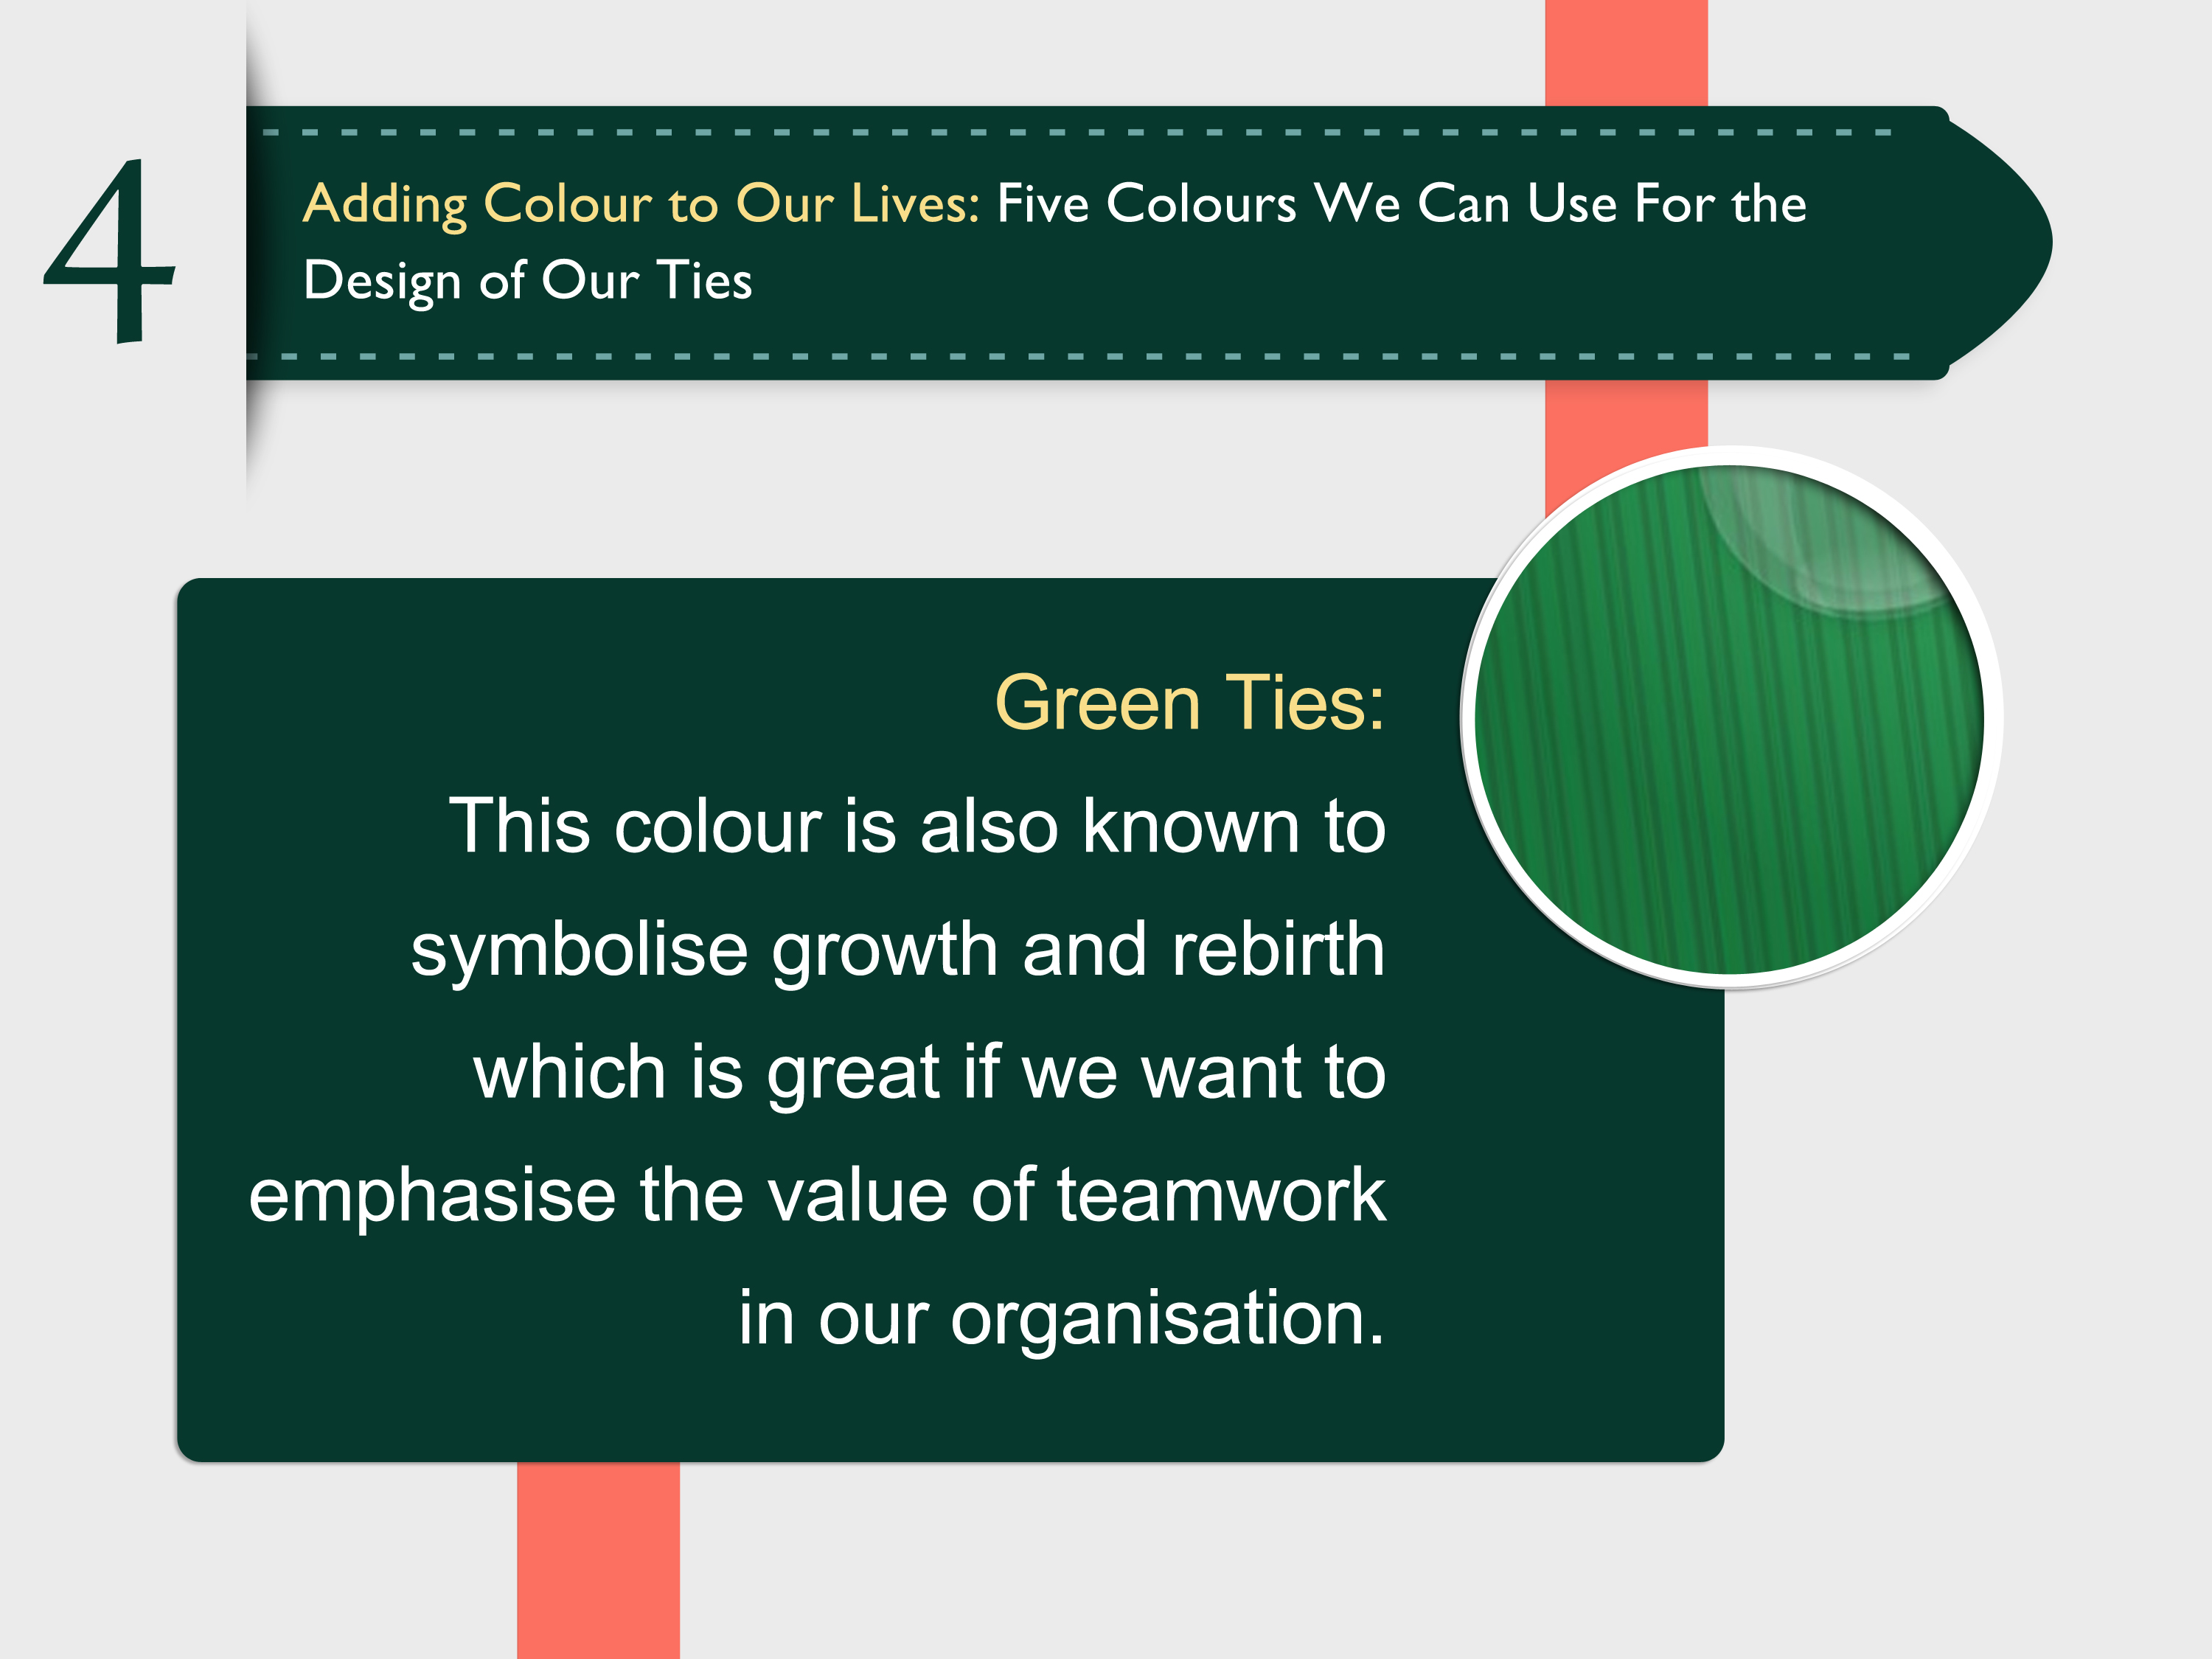 4
Adding Colour to Our Lives: Five Colours We Can Use For the
Design of Our Ties
Green Ties:
This colour is also known to
symbolise growth and rebirth
which is great if we want to
emphasise the value of teamwork
in our organisation.